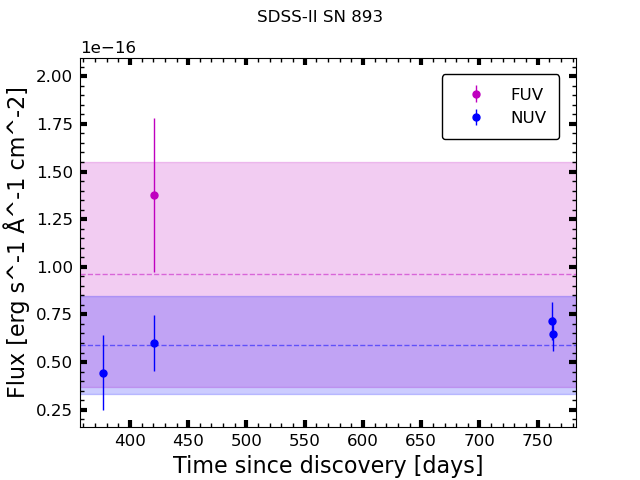 SDSS-II SN 893
1e−16
2.00
1.75
1.50
1.25
1.00
0.75
0.50
0.25
Flux [erg s^-1 Å^-1 cm^-2]
FUV
NUV
400 450 500 550 600 650 700 750
Time since discovery [days]